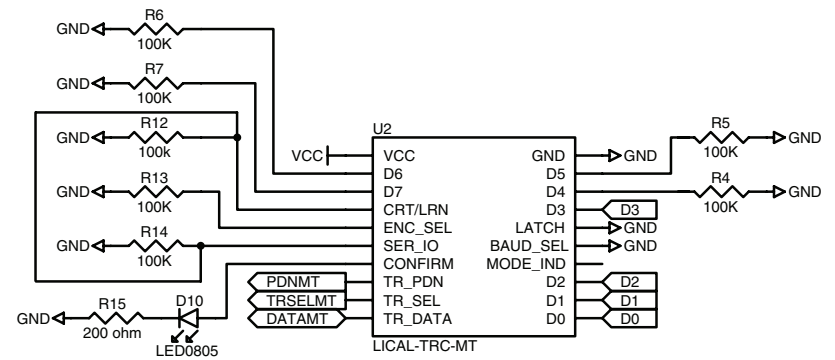 R6
GND
100K
R7
GND
100K
R12
GND
100k
R13
GND
100K
R14
GND
100K
R15
GND
200 ohm
D10
LED0805
PDNMT
TRSELMT
DATAMT
VCC
U2
VCC GND
D6 D5
D7 D4
CRT/LRN D3
ENC_SEL LATCH
SER_IO BAUD_SEL
CONFIRM MODE_IND
TR_PDN D2
TR_SEL D1
TR_DATA D0
LICAL-TRC-MT
GND
R5
GND
100K
R4
GND
100K
D3
GND
GND
D2
D1
D0